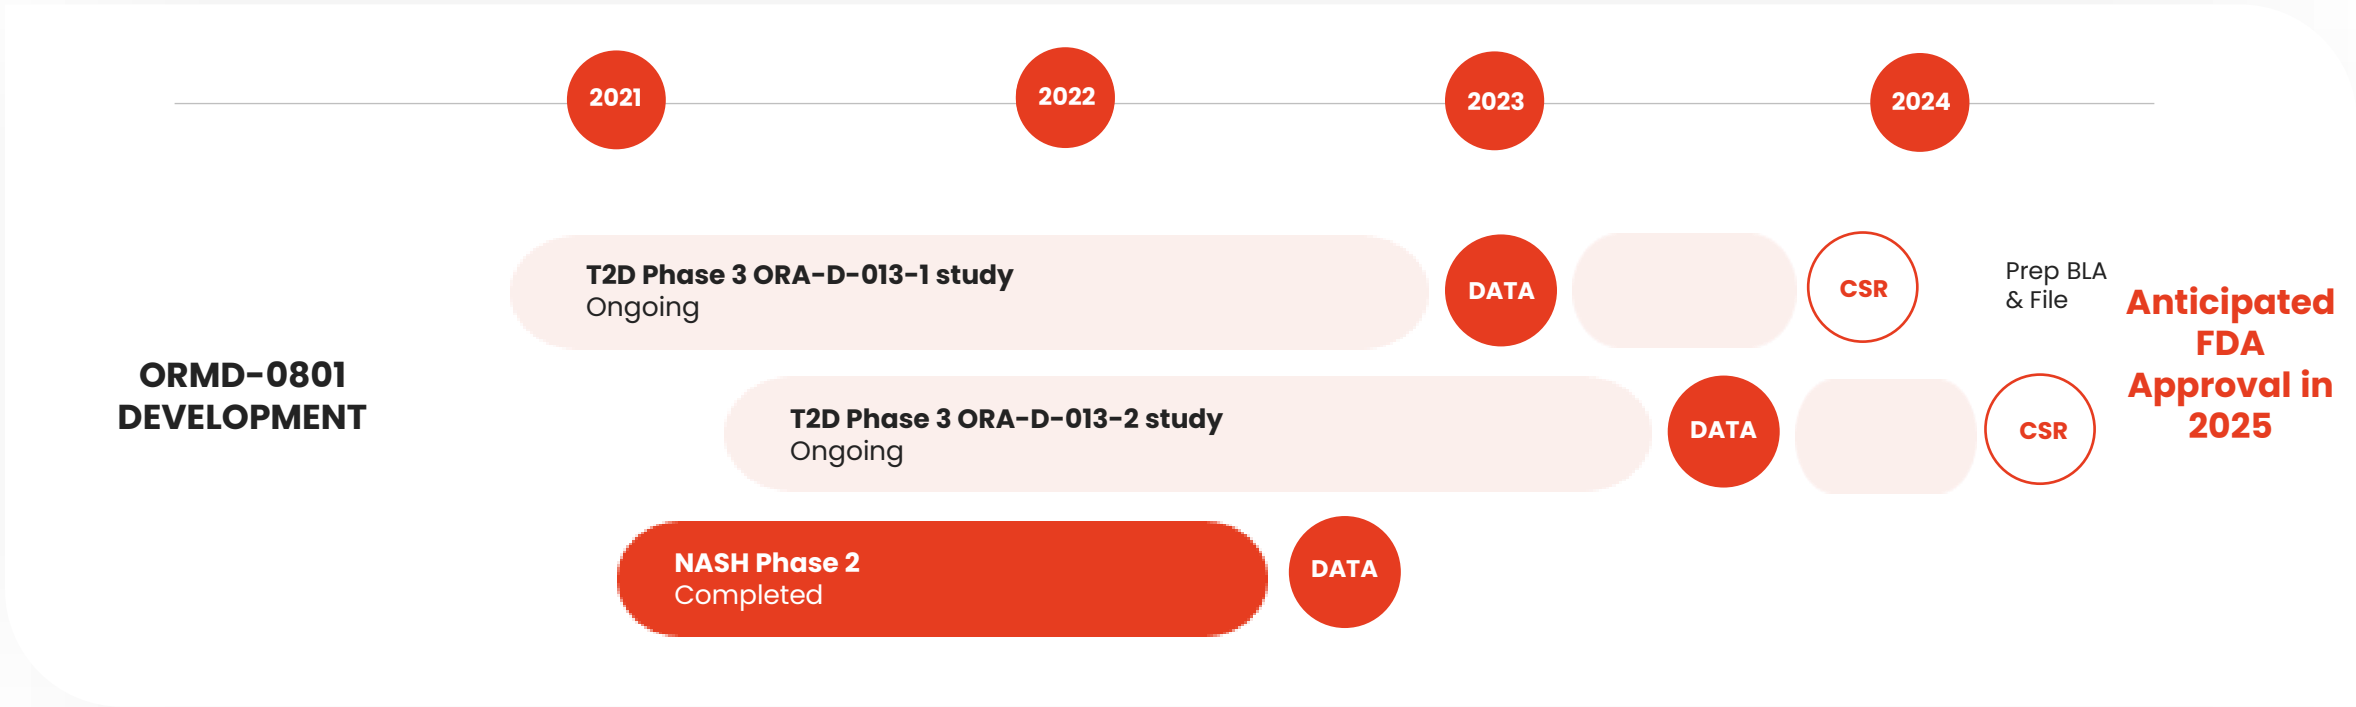 2021
2022
2023
2024
ORMD-0801
DEVELOPMENT
T2D Phase 3 ORA-D-013-1 study
Ongoing
DATA
CSR
Prep BLA
& File
T2D Phase 3 ORA-D-013-2 study
Ongoing
DATA
CSR
NASH Phase 2
Completed
DATA
Anticipated
FDA
Approval in
2025